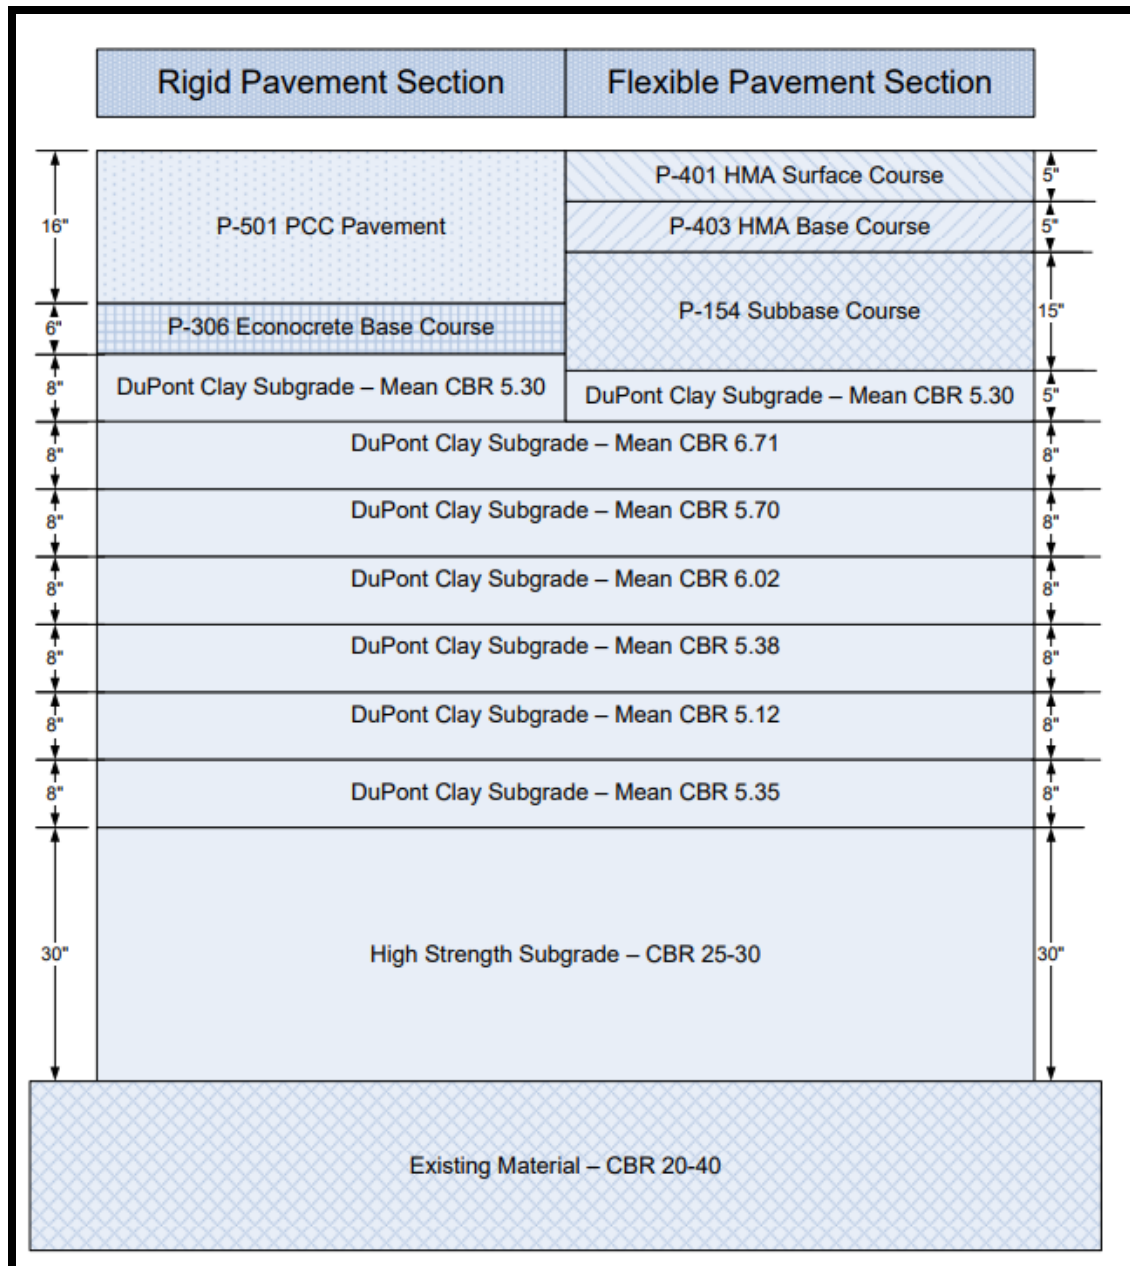 Rigid Pavement Section
Flexible Pavement Section
16"
P-501 PCC Pavement
P-401 HMA Surface Course
5"
P-403 HMA Base Course
5"
P-154 Subbase Course
15"
6"
P-306 Econocrete Base Course
8"
DuPont Clay Subgrade – Mean CBR 5.30
DuPont Clay Subgrade – Mean CBR 5.30
5"
8"
DuPont Clay Subgrade – Mean CBR 6.71
8"
8"
DuPont Clay Subgrade – Mean CBR 5.70
8"
8"
DuPont Clay Subgrade – Mean CBR 6.02
8"
8"
DuPont Clay Subgrade – Mean CBR 5.38
8"
8"
DuPont Clay Subgrade – Mean CBR 5.12
8"
8"
DuPont Clay Subgrade – Mean CBR 5.35
8"
30"
High Strength Subgrade – CBR 25-30
30"
Existing Material – CBR 20-40